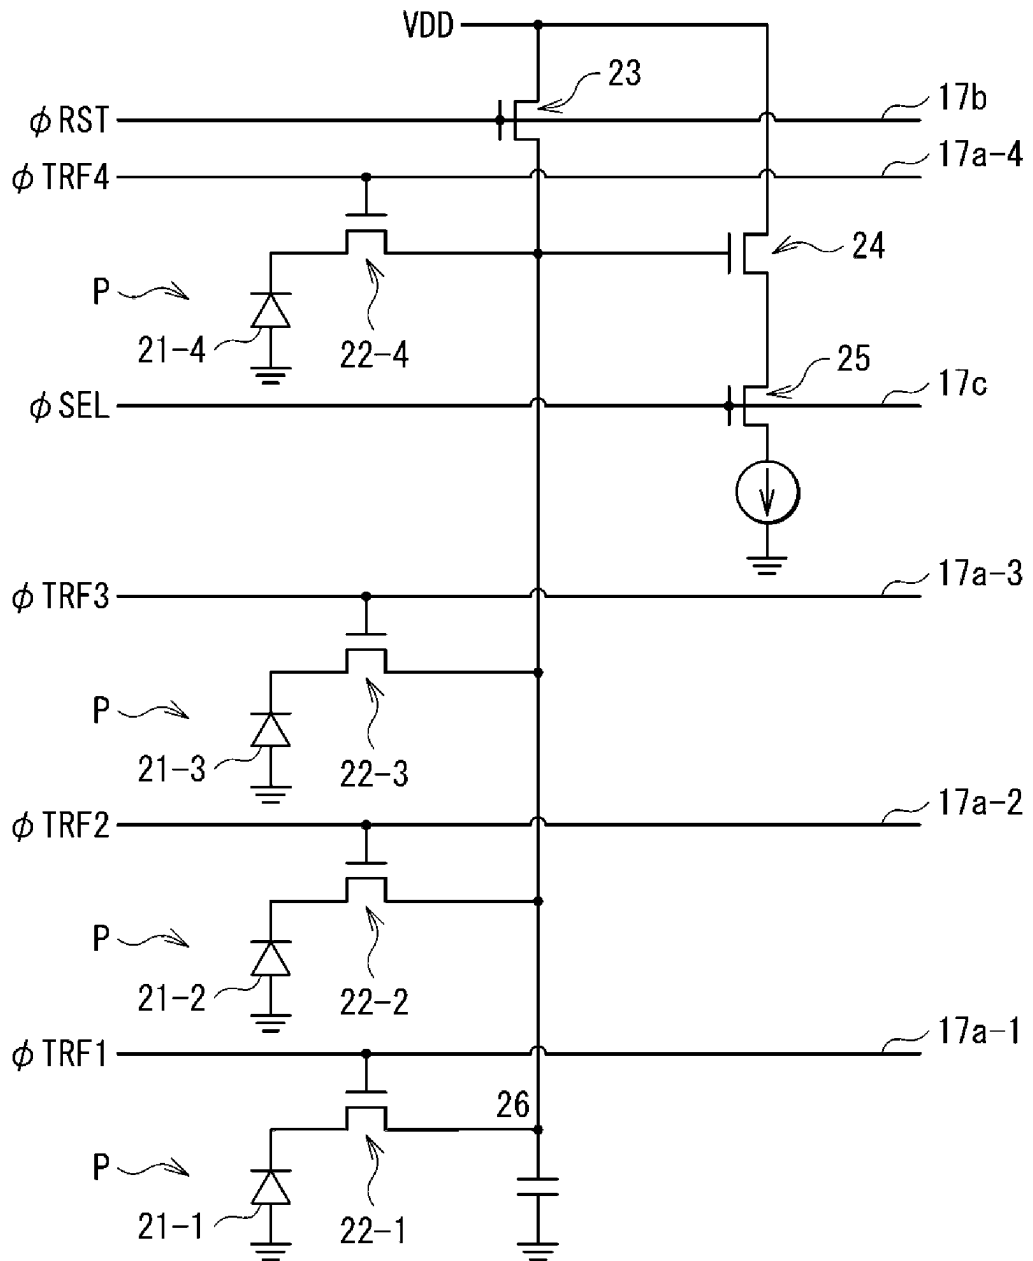 VDD
23
17b
φRST
17a-4
φTRF4
24
P
21-4
22-4
25
17c
φSEL
17a-3
φTRF3
P
21-3
22-3
17a-2
φTRF2
P
21-2
22-2
17a-1
φTRF1
26
P
21-1
22-1